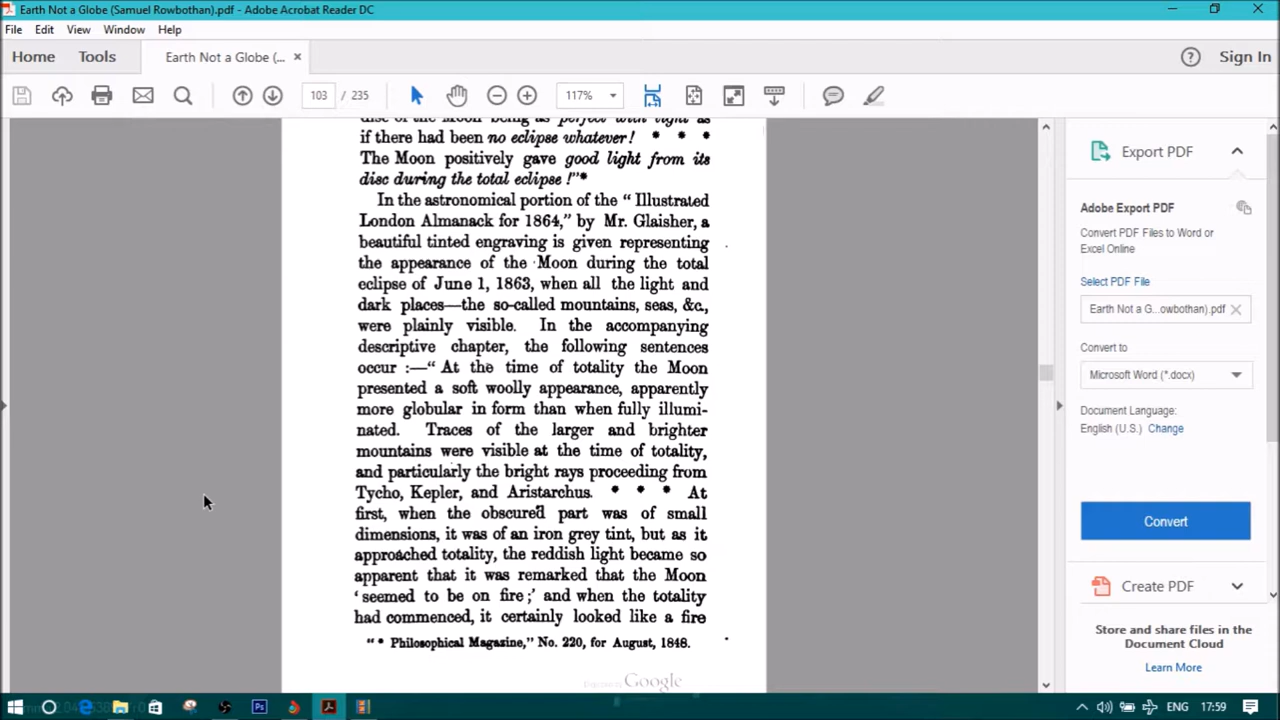 Earth Not a Globe (Samuel Rowbothan).pdf - Adobe Acrobat Reader DC
File Edit View Window Help
Home Tools Earth Not a Globe (... × Sign In
103 / 235 117%
disc of the Moon being as perfect with light as
if there had been no eclipse whatever! * * *
The Moon positively gave good light from its
disc during the total eclipse!"*
In the astronomical portion of the "Illustrated
London Almanack for 1864," by Mr. Glaisher, a
beautiful tinted engraving is given representing
the appearance of the Moon during the total
eclipse of June 1, 1863, when all the light and
dark places—the so-called mountains, seas, &c.,
were plainly visible. In the accompanying
descriptive chapter, the following sentences
occur :—"At the time of totality the Moon
presented a soft woolly appearance, apparently
more globular in form than when fully illumi-
nated. Traces of the larger and brighter
mountains were visible at the time of totality,
and particularly the bright rays proceeding from
Tycho, Kepler, and Aristarchus. * * * At
first, when the obscured part was of small
dimensions, it was of an iron grey tint, but as it
approached totality, the reddish light became so
apparent that it was remarked that the Moon
'seemed to be on fire;' and when the totality
had commenced, it certainly looked like a fire
"* Philosophical Magazine," No. 220, for August, 1848.
Google
Export PDF
Adobe Export PDF
Convert PDF Files to Word or
Excel Online
Select PDF File
Earth Not a G...owbothan).pdf ×
Convert to
Microsoft Word (*.docx)
Document Language:
English (U.S.) Change
Convert
Create PDF
Store and share files in the
Document Cloud
Learn More
ENG 17:59